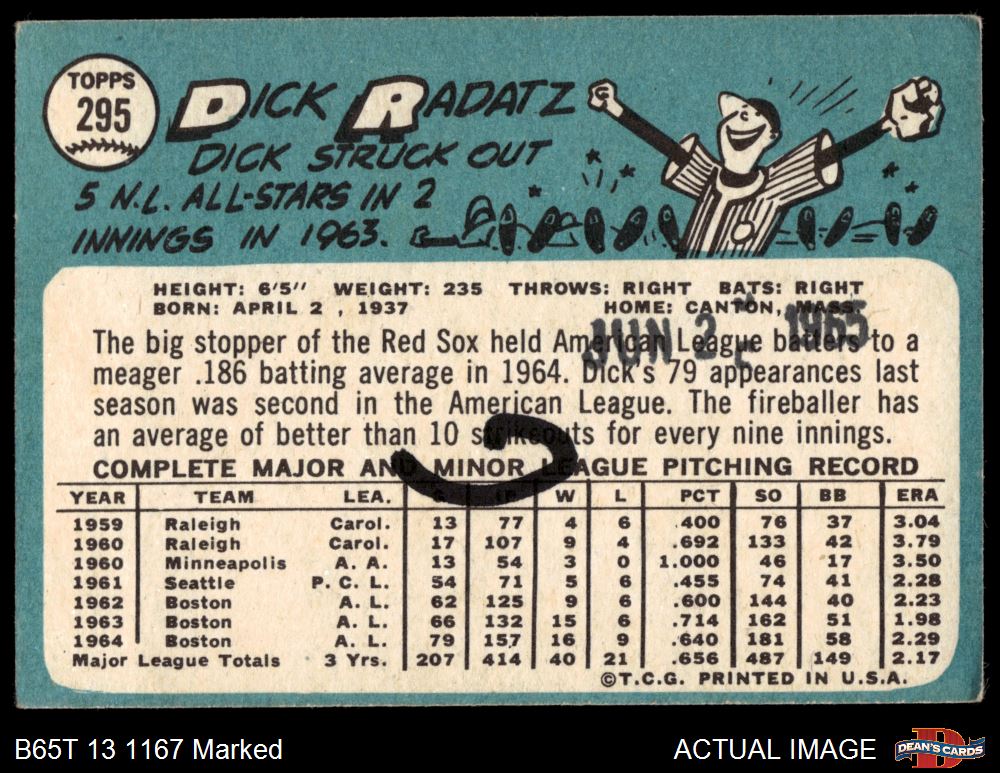 TOPPS
295
DICK RADATZ
DICK STRUCK OUT
5 N.L. ALL-STARS IN 2
INNINGS IN 1963.
HEIGHT: 6'5" WEIGHT: 235 THROWS: RIGHT BATS: RIGHT
BORN: APRIL 2 , 1937 HOME: CANTON, MASS.
JUN 2 1965
The big stopper of the Red Sox held American League batters to a
meager .186 batting average in 1964. Dick's 79 appearances last
season was second in the American League. The fireballer has
an average of better than 10 strikeouts for every nine innings.
COMPLETE MAJOR AND MINOR LEAGUE PITCHING RECORD
YEAR TEAM LEA. G IP W L PCT SO BB ERA
1959 Raleigh Carol. 13 77 4 6 .400 76 37 3.04
1960 Raleigh Carol. 17 107 9 4 .692 133 42 3.79
1960 Minneapolis A. A. 13 54 3 0 1.000 46 17 3.50
1961 Seattle P. C. L. 54 71 5 6 .455 74 41 2.28
1962 Boston A. L. 62 125 9 6 .600 144 40 2.23
1963 Boston A. L. 66 132 15 6 .714 162 51 1.98
1964 Boston A. L. 79 157 16 9 .640 181 58 2.29
Major League Totals 3 Yrs. 207 414 40 21 .656 487 149 2.17
©T.C.G. PRINTED IN U.S.A.
B65T 13 1167 Marked
ACTUAL IMAGE
D
DEAN'S CARDS